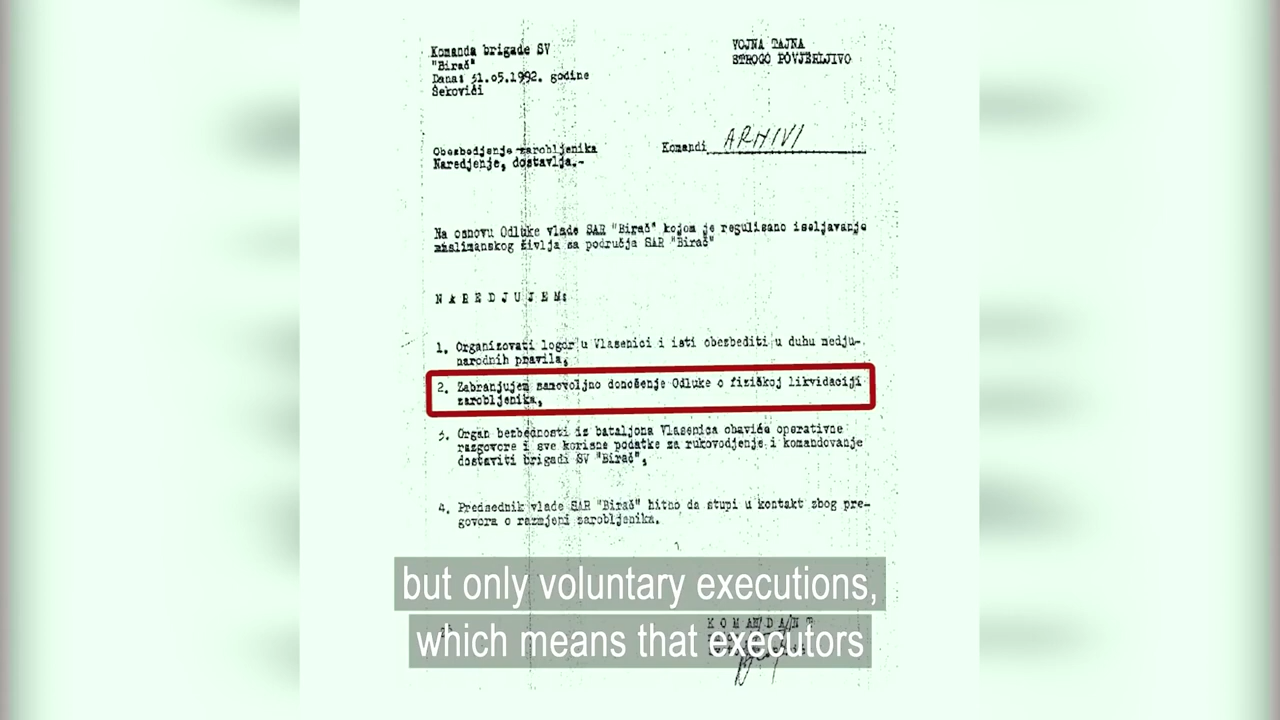 Komanda brigade SV
"Birač"
Dana: 31.05.1992. godine
Šekovići
VOJNA TAJNA
STROGO POVJERLJIVO
Obezbedjenje zarobljenika
Naredjenje, dostavlja.-
Komandi ARHIVI
Na osnovu Odluke vlade SAR "Birač" kojom je regulisano iseljavanje
muslimanskog življa sa područja SAR "Birač"
N A R E D J U J E M:
1. Organizovati logor u Vlasenici i isti obezbediti u duhu medju-
narodnih pravila,
2. Zabranjujem samovoljno donošenje Odluke o fizičkoj likvidaciji
zarobljenika,
3. Organ bezbednosti iz bataljona Vlasenica obaviće operativne
razgovore i sve korisne podatke za rukovodjenje i komandovanje
dostaviti brigadi SV "Birač",
4. Predsednik vlade SAR "Birač" hitno da stupi u kontakt zbog pre-
govora o razmjeni zarobljenika.
K O M A N D A N T
but only voluntary executions,
which means that executors